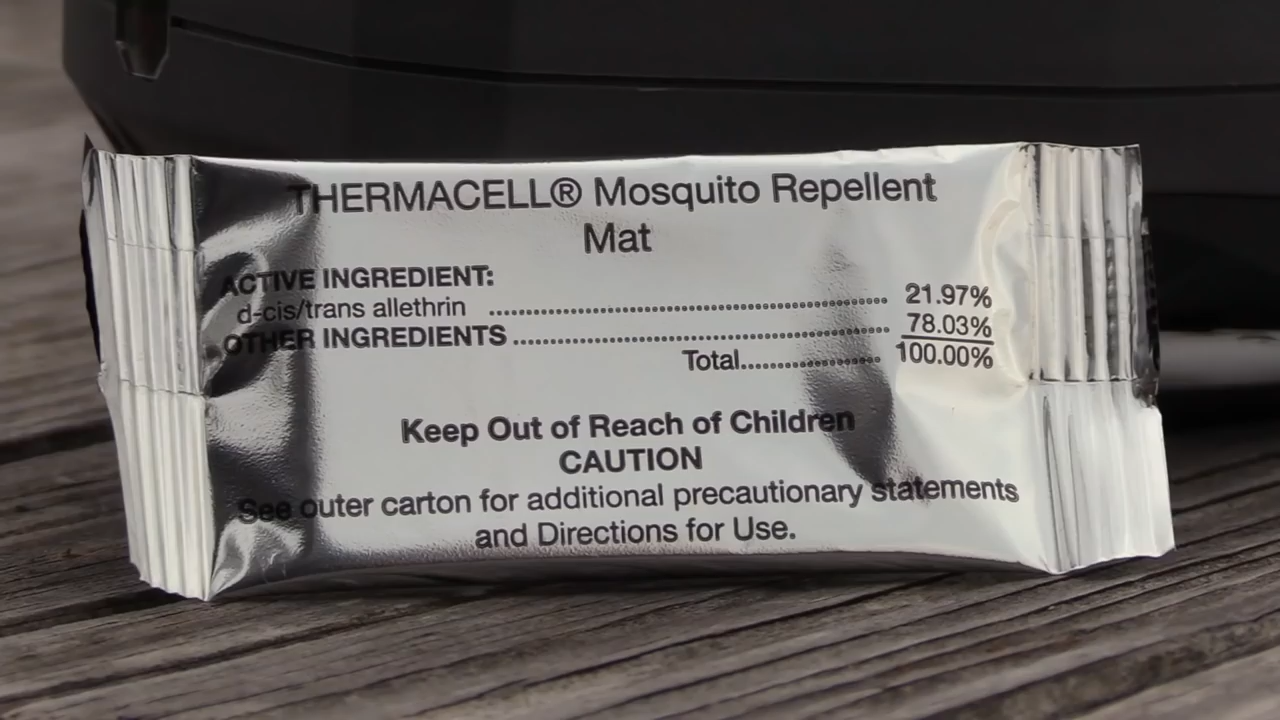 THERMACELL® Mosquito Repellent
Mat
ACTIVE INGREDIENT:
d-cis/trans allethrin ........................................ 21.97%
OTHER INGREDIENTS ........................................ 78.03%
Total.................... 100.00%
Keep Out of Reach of Children
CAUTION
See outer carton for additional precautionary statements
and Directions for Use.